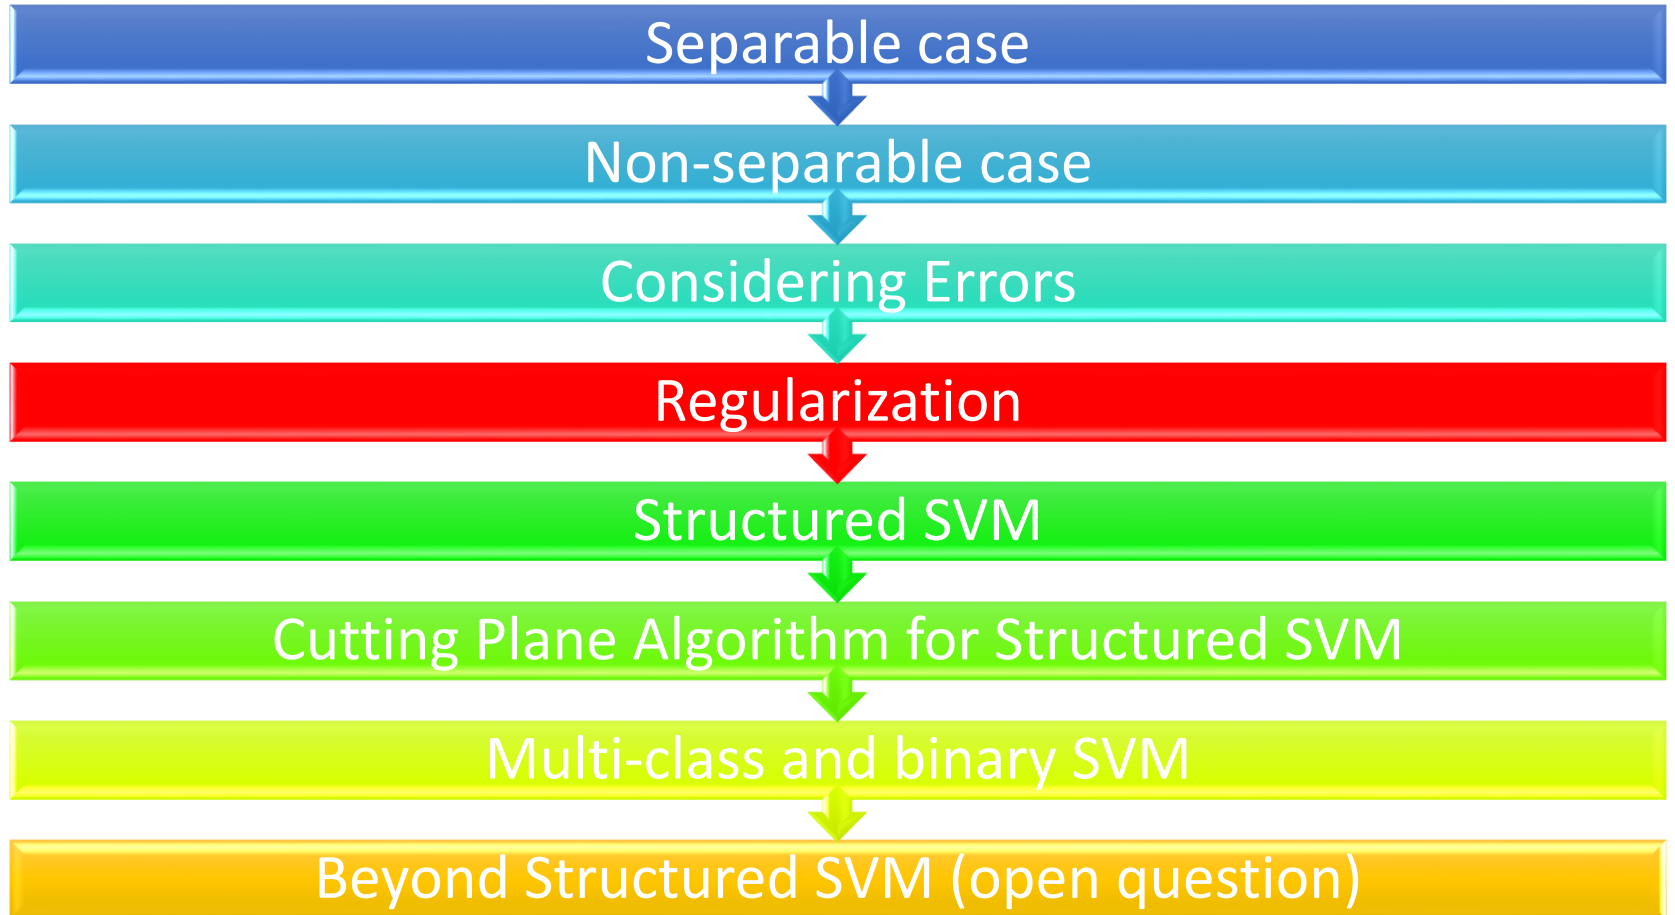 Separable case
Non-separable case
Considering Errors
Regularization
Structured SVM
Cutting Plane Algorithm for Structured SVM
Multi-class and binary SVM
Beyond Structured SVM (open question)